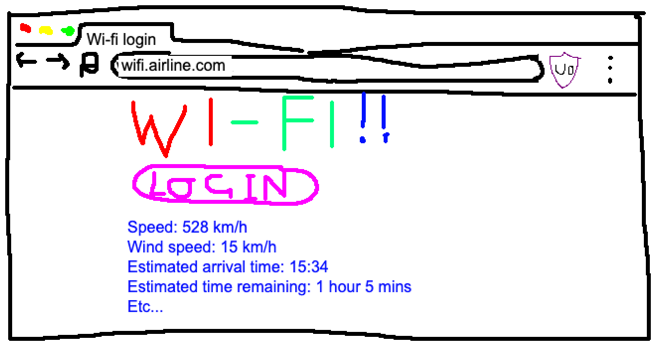 Wi-fi login
wifi.airline.com
UO
WI-FI!!
LOGIN
Speed: 528 km/h
Wind speed: 15 km/h
Estimated arrival time: 15:34
Estimated time remaining: 1 hour 5 mins
Etc...